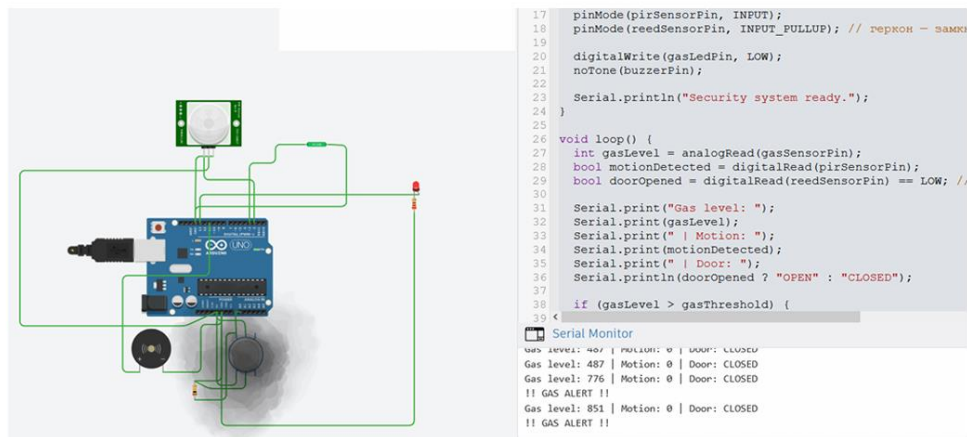 UNO
ARDUINO
17 pinMode(pirSensorPin, INPUT);
18 pinMode(reedSensorPin, INPUT_PULLUP); // геркон — замкн
19
20 digitalWrite(gasLedPin, LOW);
21 noTone(buzzerPin);
22
23 Serial.println("Security system ready.");
24 }
25
26 void loop() {
27 int gasLevel = analogRead(gasSensorPin);
28 bool motionDetected = digitalRead(pirSensorPin);
29 bool doorOpened = digitalRead(reedSensorPin) == LOW; //
30
31 Serial.print("Gas level: ");
32 Serial.print(gasLevel);
33 Serial.print(" | Motion: ");
34 Serial.print(motionDetected);
35 Serial.print(" | Door: ");
36 Serial.println(doorOpened ? "OPEN" : "CLOSED");
37
38 if (gasLevel > gasThreshold) {
39
Serial Monitor
Gas level: 487 | Motion: 0 | Door: CLOSED
Gas level: 487 | Motion: 0 | Door: CLOSED
Gas level: 776 | Motion: 0 | Door: CLOSED
!! GAS ALERT !!
Gas level: 851 | Motion: 0 | Door: CLOSED
!! GAS ALERT !!